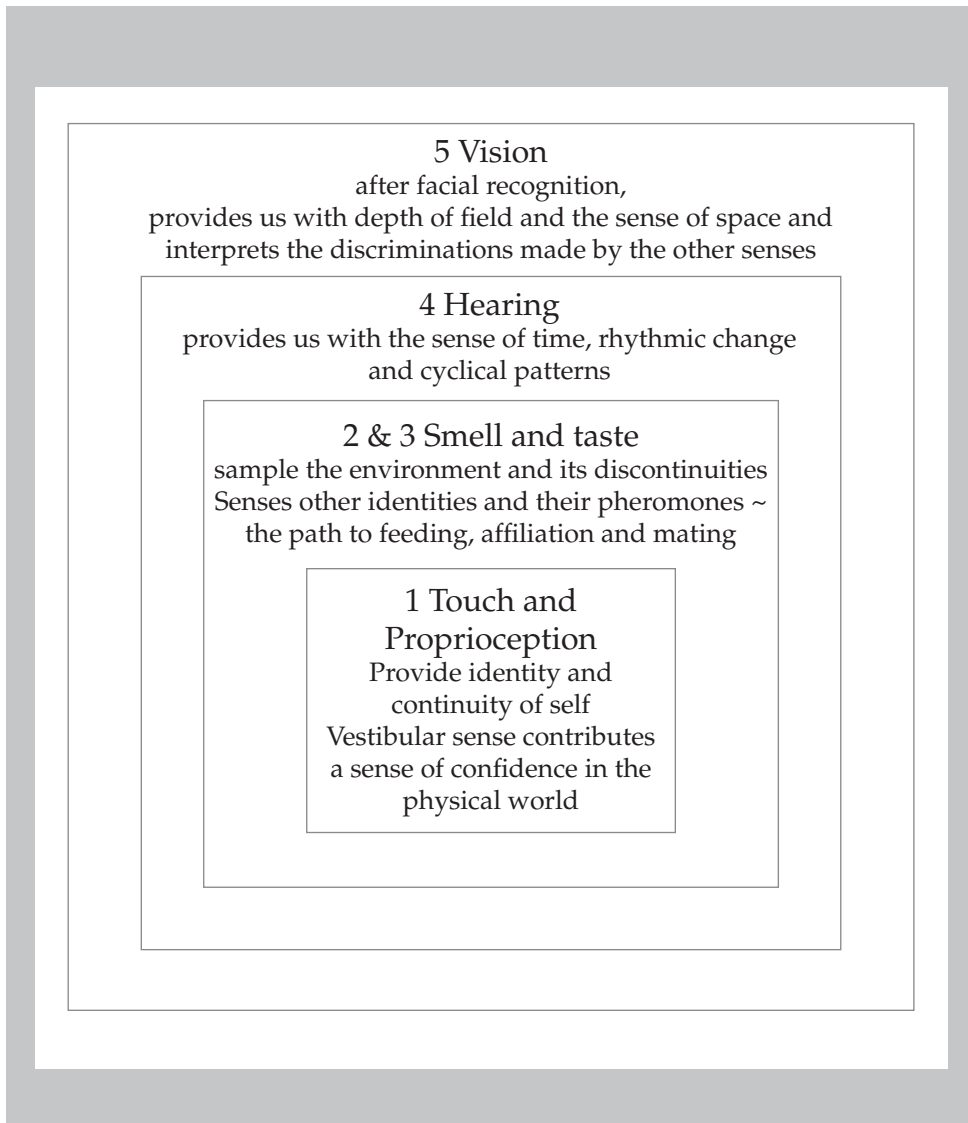 5 Vision
after facial recognition,
provides us with depth of field and the sense of space and
interprets the discriminations made by the other senses
4 Hearing
provides us with the sense of time, rhythmic change
and cyclical patterns
2 & 3 Smell and taste
sample the environment and its discontinuities
Senses other identities and their pheromones ~
the path to feeding, affiliation and mating
1 Touch and
Proprioception
Provide identity and
continuity of self
Vestibular sense contributes
a sense of confidence in the
physical world